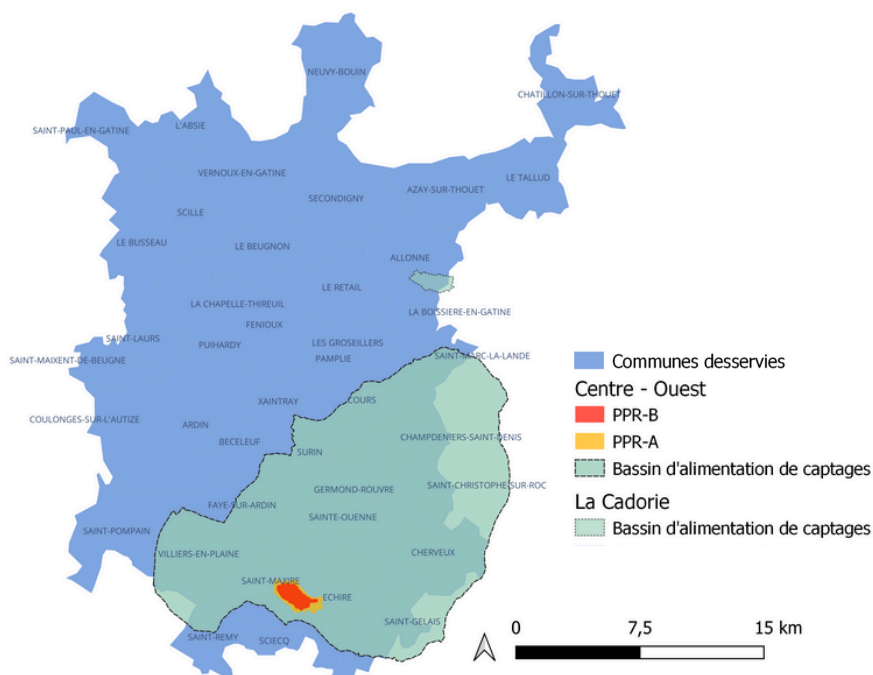 NEUVY-BOUIN
CHATILLON-SUR-THOUET
SAINT-PAUL-EN-GATINE
L'ABSIE
VERNOUX-EN-GATINE
LE TALLUD
AZAY-SUR-THOUET
SECONDIGNY
SCILLE
LE BUSSEAU
LE BEUGNON
ALLONNE
LE RETAIL
LA CHAPELLE-THIREUIL
LA BOISSIERE-EN-GATINE
FENIOUX
SAINT-LAURS
PUIHARDY
LES GROSEILLERS
SAINT-MAIXENT-DE-BEUGNE
PAMPLIE
SAINT-MARC-LA-LANDE
XAINTRAY
COURS
COULONGES-SUR-L'AUTIZE
ARDIN
BECELEUF
CHAMPDENIERS-SAINT-DENIS
SURIN
GERMOND-ROUVRE
SAINT-CHRISTOPHE-SUR-ROC
FAYE-SUR-ARDIN
SAINTE-OUENNE
SAINT-POMPAIN
VILLIERS-EN-PLAINE
CHERVEUX
SAINT-MAXIRE
ECHIRE
SAINT-GELAIS
SAINT-REMY
SCIECQ
Communes desservies
Centre - Ouest
PPR-B
PPR-A
Bassin d'alimentation de captages
La Cadorie
Bassin d'alimentation de captages
0 7,5 15 km